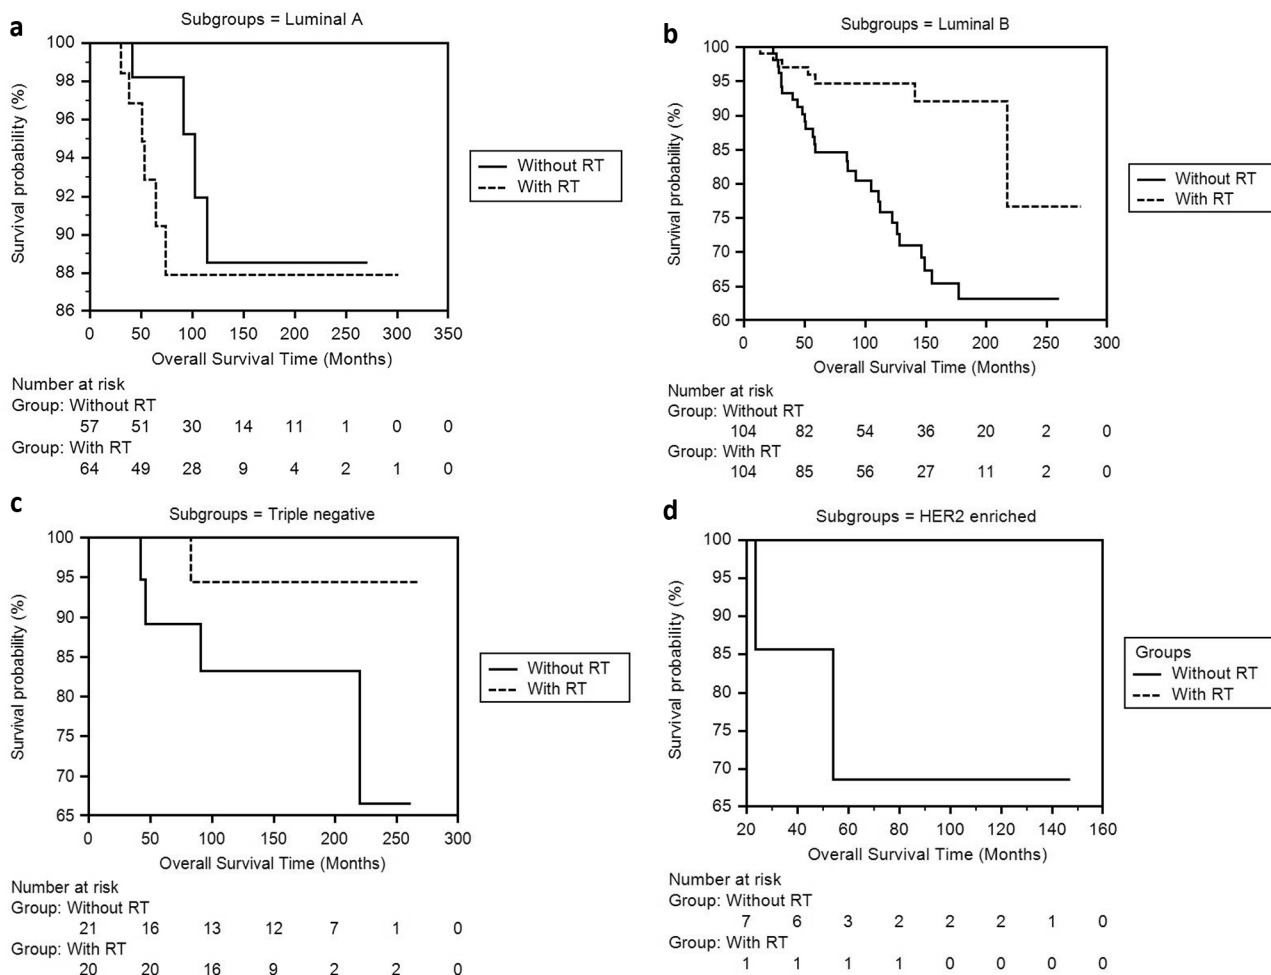 a
Subgroups = Luminal A
Survival probability (%)
100
98
96
94
92
90
88
86
0 50 100 150 200 250 300 350
Overall Survival Time (Months)
Without RT
With RT
Number at risk
Group: Without RT
57 51 30 14 11 1 0 0
Group: With RT
64 49 28 9 4 2 1 0
b
Subgroups = Luminal B
Survival probability (%)
100
95
90
85
80
75
70
65
60
0 50 100 150 200 250 300
Overall Survival Time (Months)
Without RT
With RT
Number at risk
Group: Without RT
104 82 54 36 20 2 0
Group: With RT
104 85 56 27 11 2 0
c
Subgroups = Triple negative
Survival probability (%)
100
95
90
85
80
75
70
65
0 50 100 150 200 250 300
Overall Survival Time (Months)
Without RT
With RT
Number at risk
Group: Without RT
21 16 13 12 7 1 0
Group: With RT
20 20 16 9 2 2 0
d
Subgroups = HER2 enriched
Survival probability (%)
100
95
90
85
80
75
70
65
20 40 60 80 100 120 140 160
Overall Survival Time (Months)
Groups
Without RT
With RT
Number at risk
Group: Without RT
7 6 3 2 2 2 1 0
Group: With RT
1 1 1 1 0 0 0 0